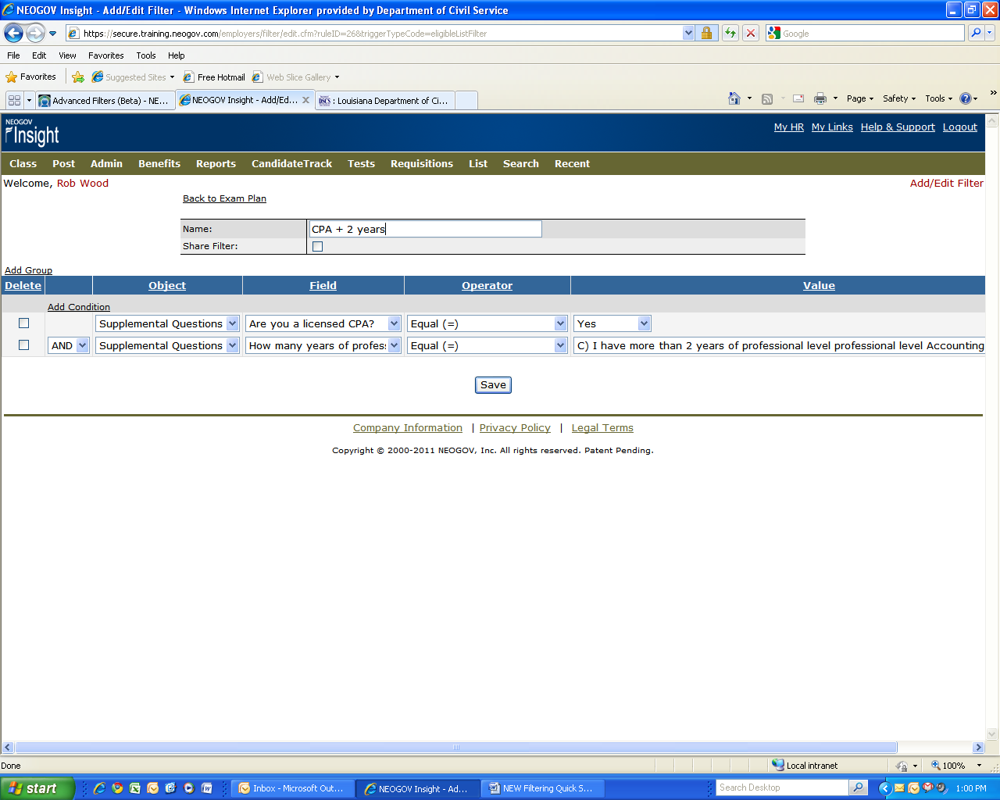 NEOGOV Insight - Add/Edit Filter - Windows Internet Explorer provided by Department of Civil Service
https://secure.training.neogov.com/employers/filter/edit.cfm?ruleID=26&triggerTypeCode=eligibleListFilter
Google
File Edit View Favorites Tools Help
Favorites Suggested Sites Free Hotmail Web Slice Gallery
Advanced Filters (Beta) - NE... NEOGOV Insight - Add/Ed... DSCS : Louisiana Department of Ci... Page Safety Tools
NEOGOV
Insight
My HR My Links Help & Support Logout
Class Post Admin Benefits Reports CandidateTrack Tests Requisitions List Search Recent
Welcome, Rob Wood Add/Edit Filter
Back to Exam Plan
Name: CPA + 2 years
Share Filter:
Add Group
Delete Object Field Operator Value
Add Condition
Supplemental Questions Are you a licensed CPA? Equal (=) Yes
AND Supplemental Questions How many years of profes: Equal (=) C) I have more than 2 years of professional level professional level Accounting
Save
Company Information | Privacy Policy | Legal Terms
Copyright © 2000-2011 NEOGOV, Inc. All rights reserved. Patent Pending.
Done Local intranet 100%
start Inbox - Microsoft Out... NEOGOV Insight - Ad... NEW Filtering Quick S... Search Desktop 1:00 PM